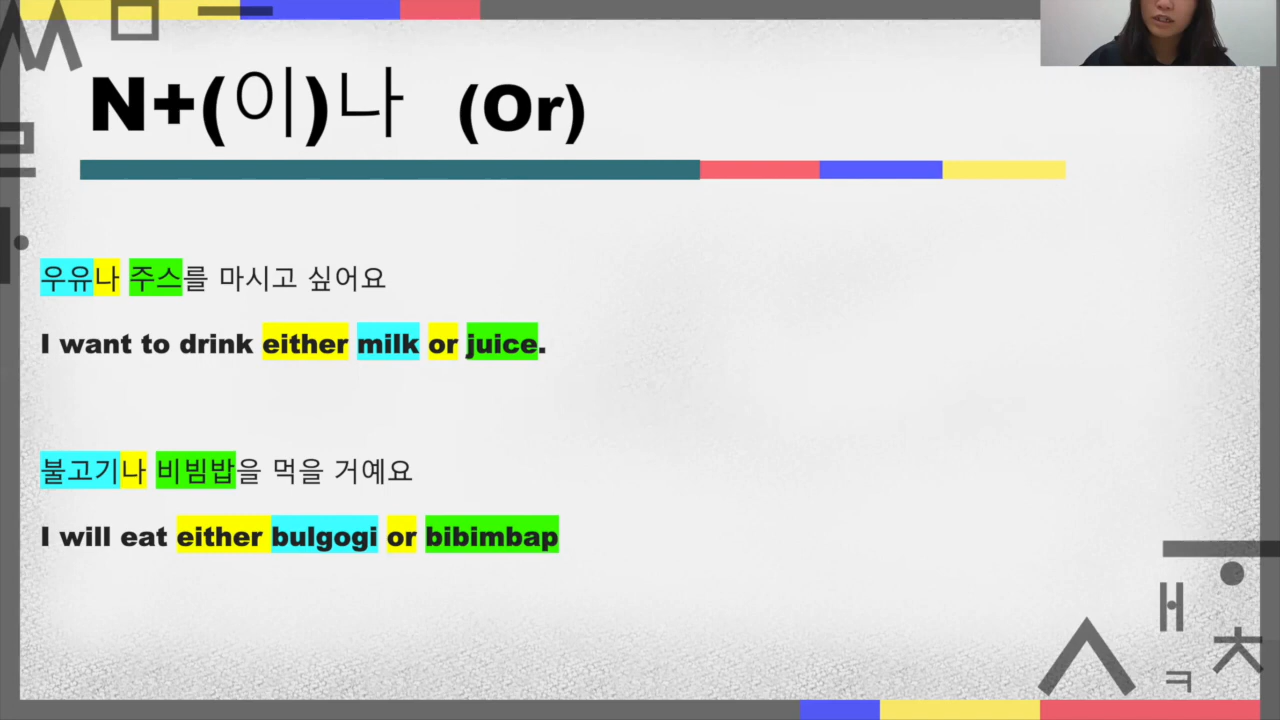 N+(이)나 (Or)
우유나 주스를 마시고 싶어요
I want to drink either milk or juice.
불고기나 비빔밥을 먹을 거예요
I will eat either bulgogi or bibimbap